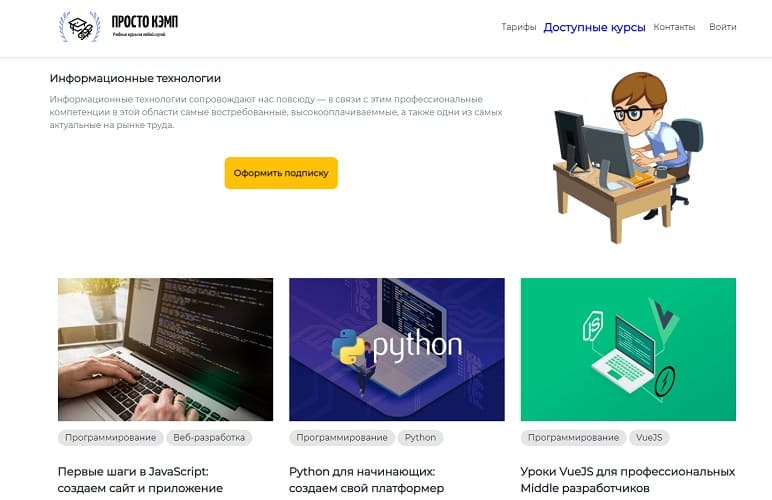 ПРОСТО КЭМП
Учебные курсы на любой случай.
Тарифы Доступные курсы Контакты Войти
Информационные технологии
Информационные технологии сопровождают нас повсюду — в связи с этим профессиональные
компетенции в этой области самые востребованные, высокооплачиваеммые, а также одни из самых
актуальные на рынке труда.
Оформить подписку
python
JS
Программирование Веб-разработка
Программирование Python
Программирование VueJS
Первые шаги в JavaScript:
создаем сайт и приложение
Python для начинающих:
создаем свой платформер
Уроки VueJS для профессиональных
Middle разработчиков